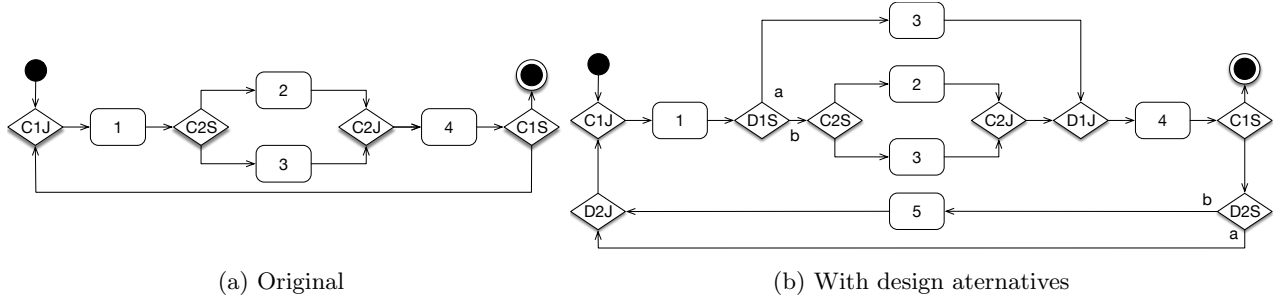 C1J
1
C2S
2
3
C2J
4
C1S
(a) Original
C1J
1
D1S
a
b
3
C2S
2
3
C2J
D1J
4
C1S
D2J
5
b
D2S
a
(b) With design aternatives